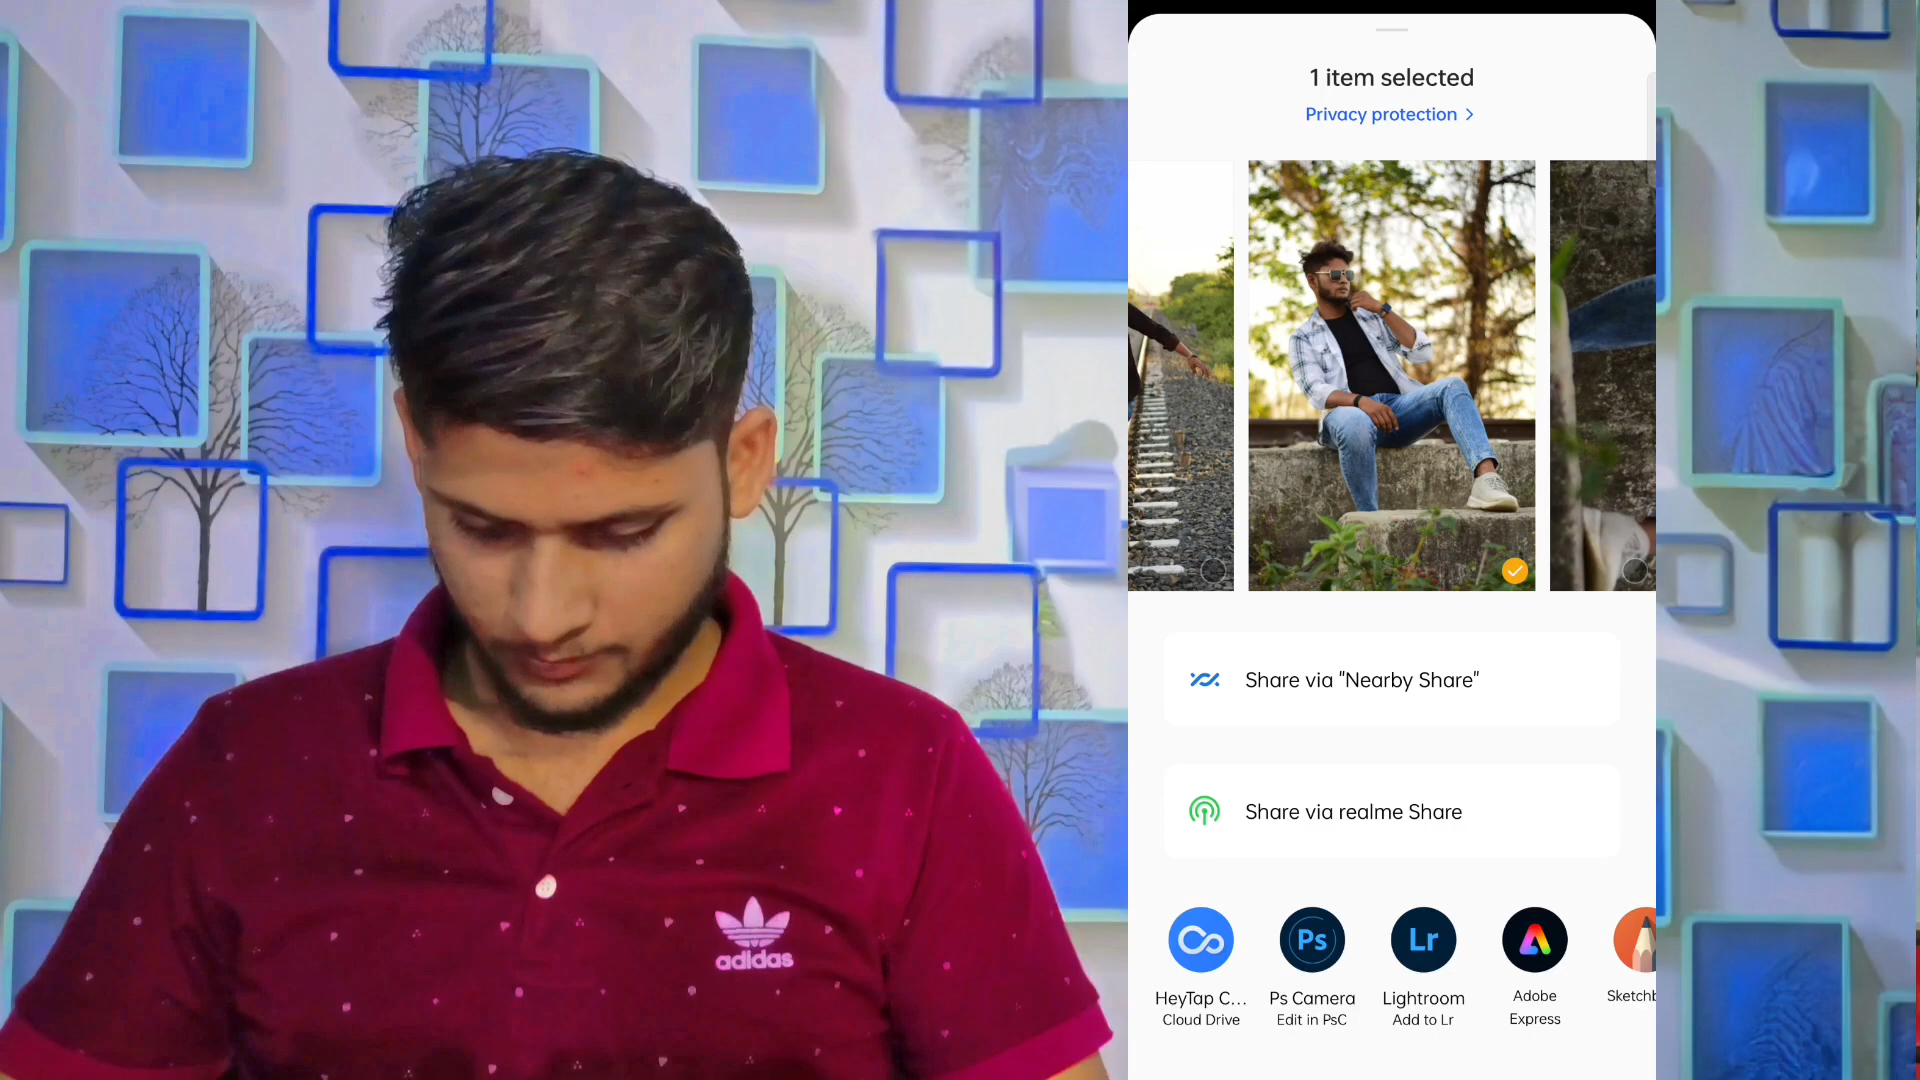 1 item selected
Privacy protection >
Share via "Nearby Share"
Share via realme Share
Ps
Lr
HeyTap C...
Cloud Drive
Ps Camera
Edit in PsC
Lightroom
Add to Lr
Adobe
Express
Sketchb
adidas